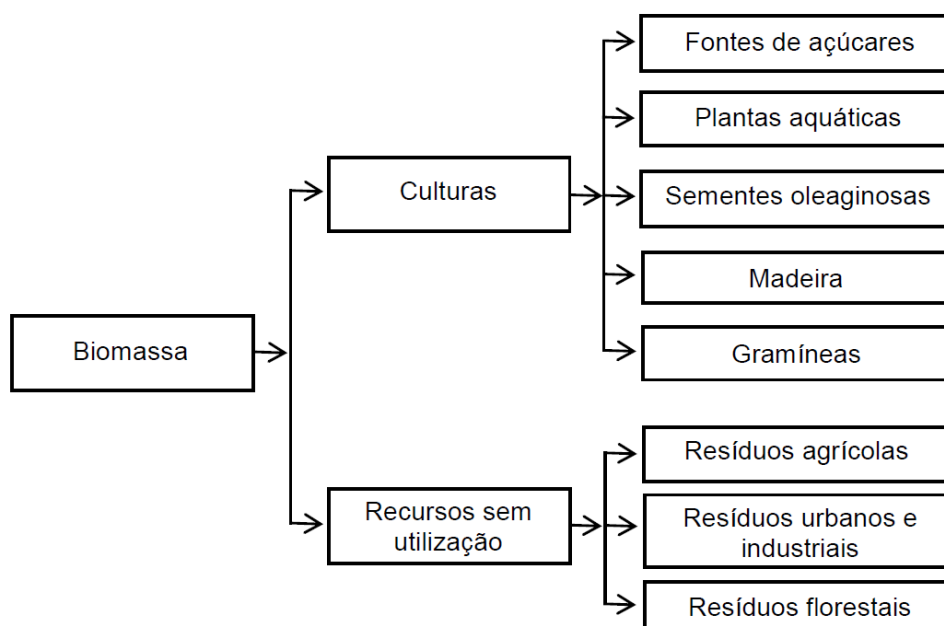 Biomassa
Culturas
Fontes de açúcares
Plantas aquáticas
Sementes oleaginosas
Madeira
Gramíneas
Recursos sem
utilização
Resíduos agrícolas
Resíduos urbanos e
industriais
Resíduos florestais